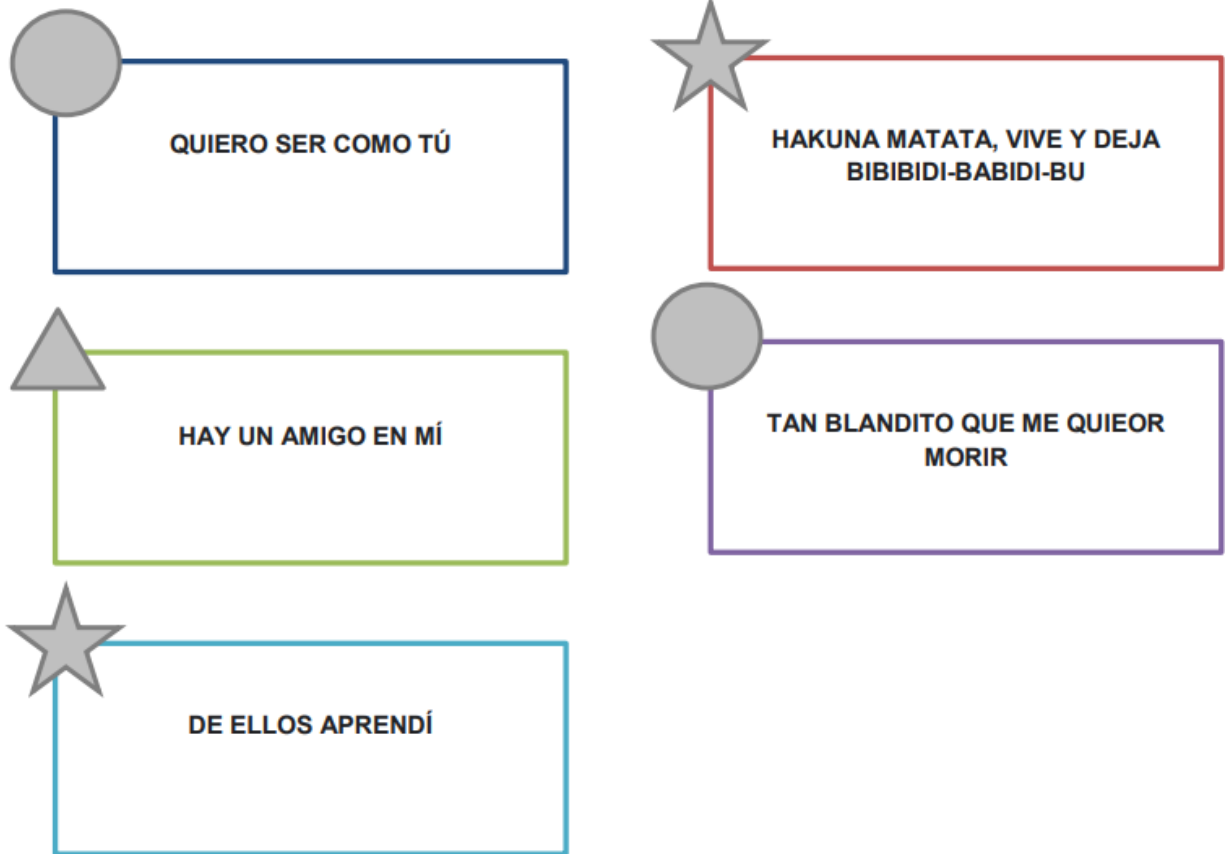 QUIERO SER COMO TÚ
HAY UN AMIGO EN MÍ
DE ELLOS APRENDÍ
HAKUNA MATATA, VIVE Y DEJA
BIBIBIDI-BABIDI-BU
TAN BLANDITO QUE ME QUIEOR
MORIR